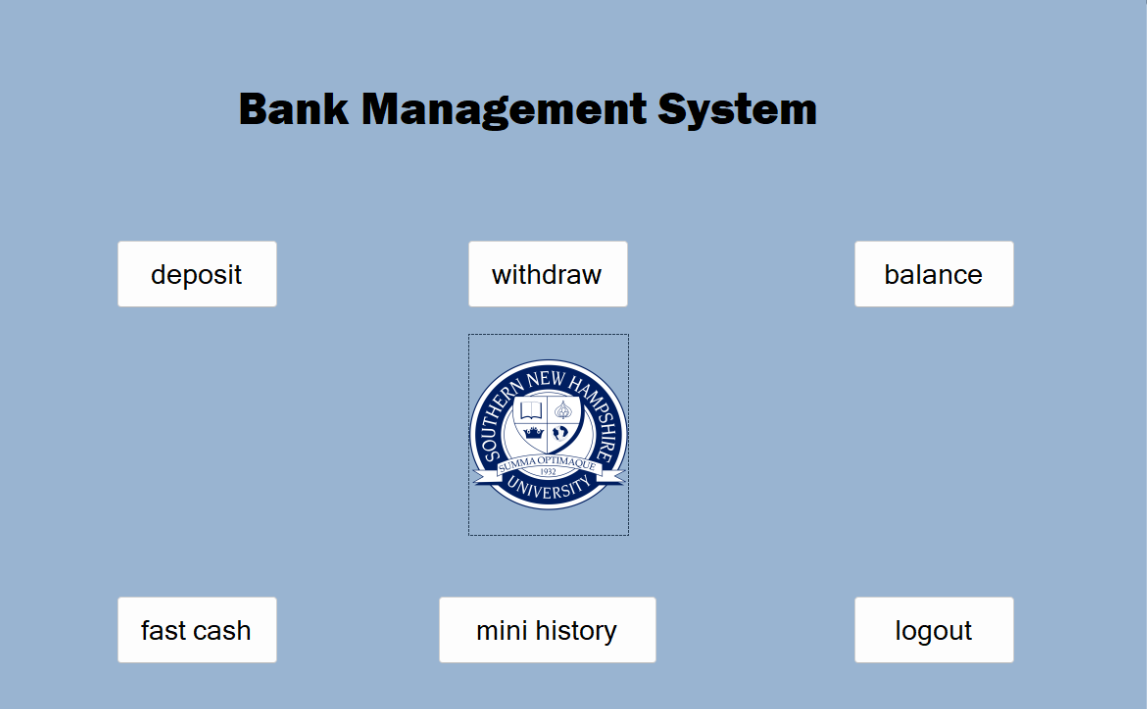 Bank Management System
deposit
withdraw
balance
SOUTHERN NEW HAMPSHIRE
SUMMA OPTIMAQUE
1932
UNIVERSITY
fast cash
mini history
logout